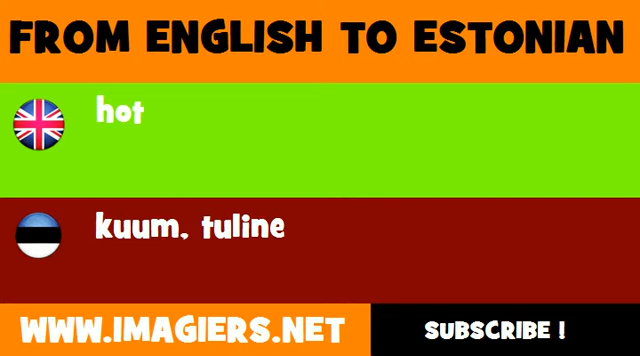 FROM ENGLISH TO ESTONIAN
hot
kuum, tuline
WWW.IMAGIERS.NET
SUBSCRIBE !